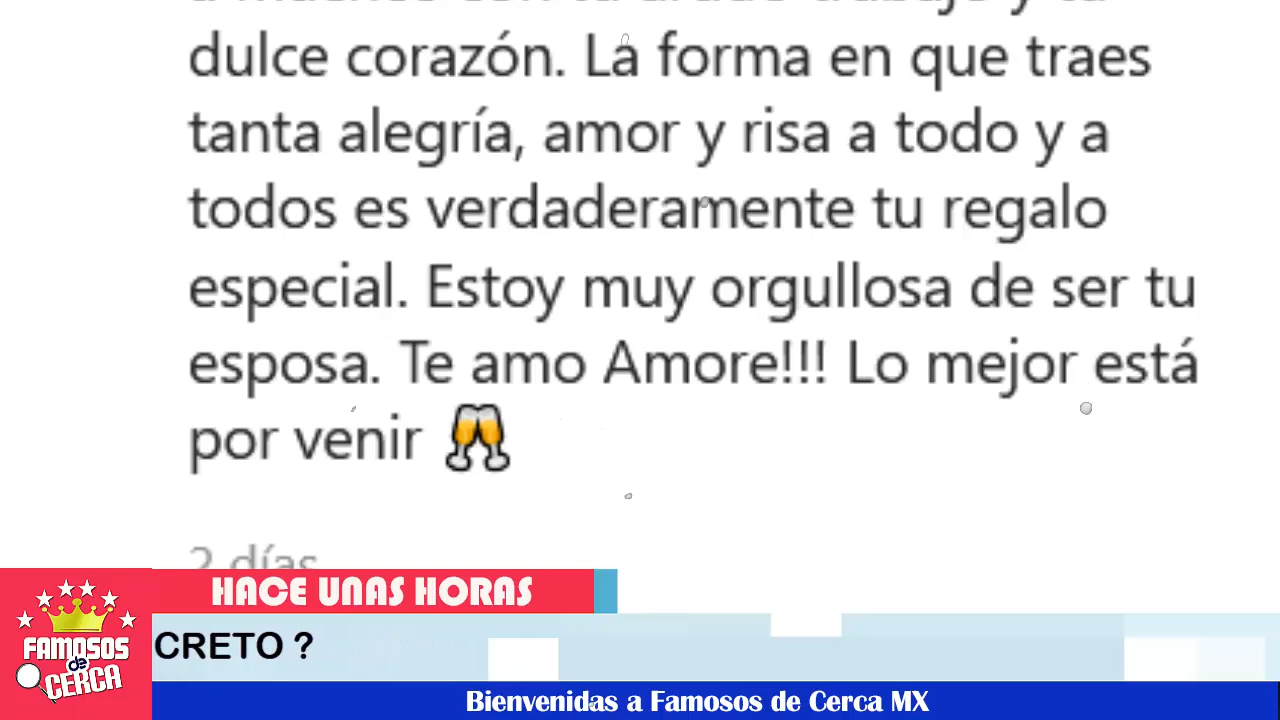 dulce corazón. La forma en que traes
tanta alegría, amor y risa a todo y a
todos es verdaderamente tu regalo
especial. Estoy muy orgullosa de ser tu
esposa. Te amo Amore!!! Lo mejor está
por venir 🥂
2 días
HACE UNAS HORAS
FAMOSOS
de
CERCA
CRETO ?
Bienvenidas a Famosos de Cerca MX